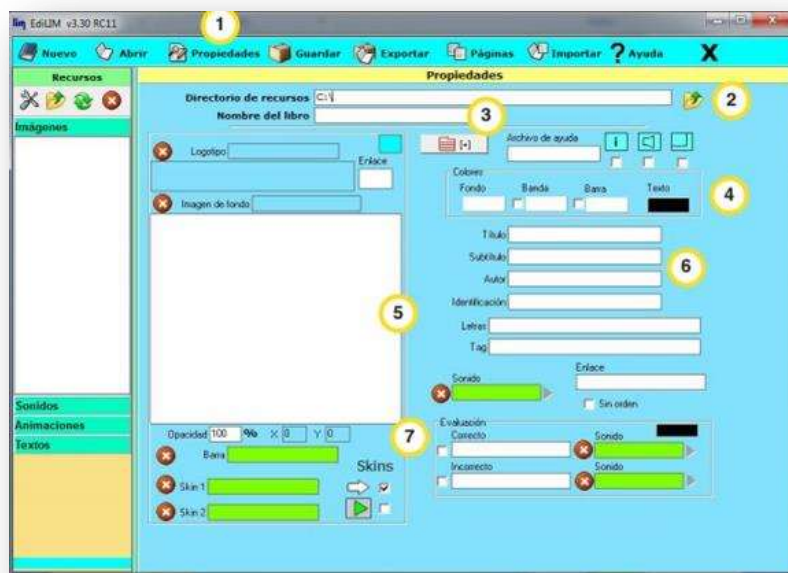 EdiLIM v3.30 RC11
1
Nuevo Abrir Propiedades Guardar Exportar Páginas Importar ? Ayuda X
Recursos
Propiedades
Directorio de recursos C:\
2
Nombre del libro
3
Imágenes
Logotipo
Enlace
[+]
Archivo de ayuda
i
Imagen de fondo
Colores
Fondo Banda Barra Texto
4
Título
Subtítulo
6
Autor
Identificación
5
Letras
Tag
Sonido
Enlace
Sin orden
Sonidos
Animaciones
Textos
Opacidad 100 % X 0 Y 0
7
Barra
Skins
Skin 1
Skin 2
Evaluación
Correcto Sonido
Incorrecto Sonido